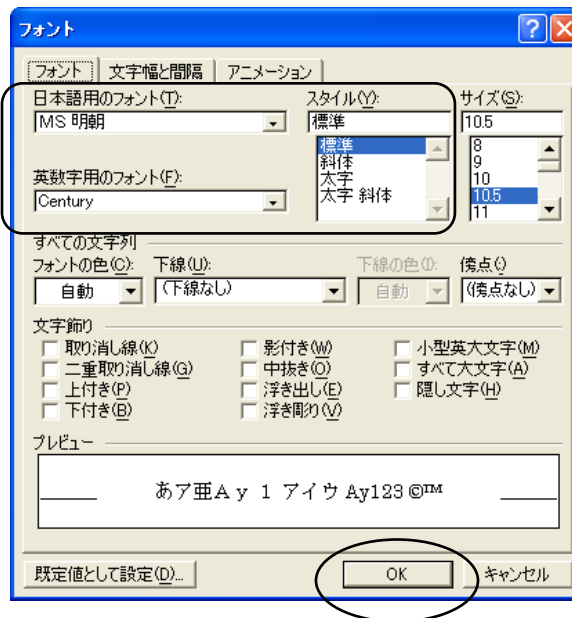 フォント
フォント 文字幅と間隔 アニメーション
日本語用のフォント(T): スタイル(Y): サイズ(S):
MS 明朝 標準 10.5
標準 8
斜体 9
英数字用のフォント(F): 太字 10
Century 太字 斜体 10.5
11
すべての文字列
フォントの色(C): 下線(U): 下線の色(I): 傍点(·)
自動 (下線なし) 自動 (傍点なし)
文字飾り
取り消し線(K) 影付き(W) 小型英大文字(M)
二重取り消し線(G) 中抜き(O) すべて大文字(A)
上付き(P) 浮き出し(E) 隠し文字(H)
下付き(B) 浮き彫り(V)
プレビュー
あア亜Ay 1 アイウ Ay123 ©™
既定値として設定(D)... OK キャンセル